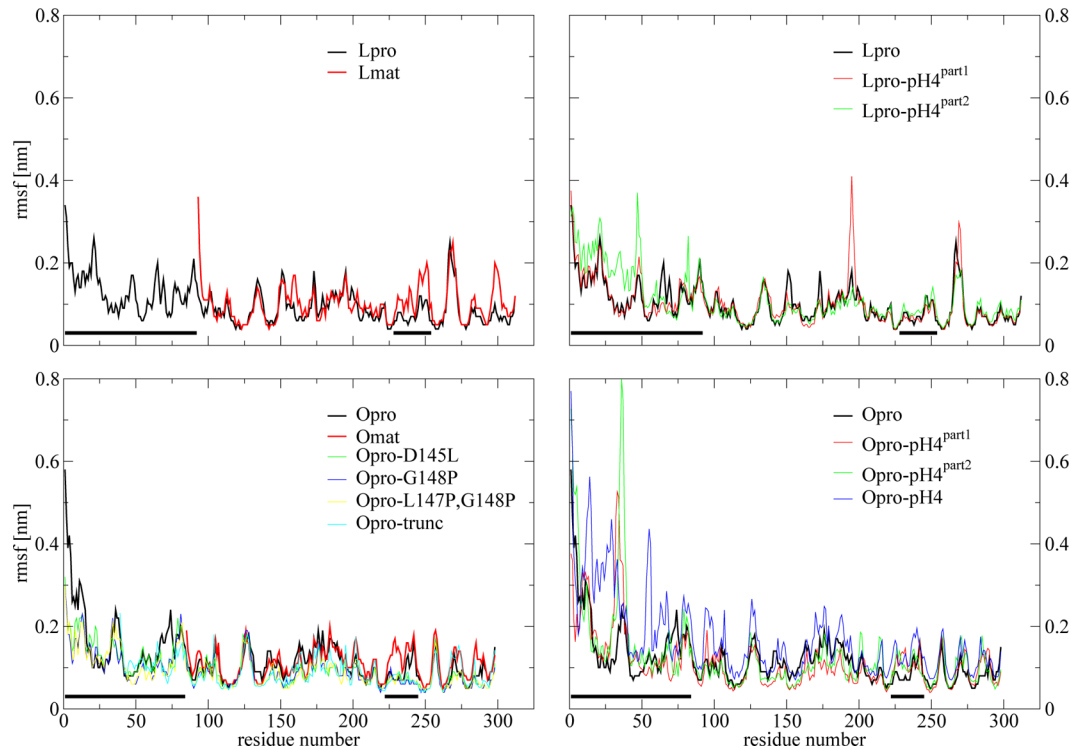 0.8
0.6
0.4
0.2
0
rmsf [nm]
Lpro
Lmat
Lpro
Lpro-pH4part1
Lpro-pH4part2
0.8
0.6
0.4
0.2
0
0.8
0.6
0.4
0.2
0
rmsf [nm]
Opro
Omat
Opro-D145L
Opro-G148P
Opro-L147P,G148P
Opro-trunc
0 50 100 150 200 250 300
residue number
Opro
Opro-pH4part1
Opro-pH4part2
Opro-pH4
0.8
0.6
0.4
0.2
0
0 50 100 150 200 250 300
residue number